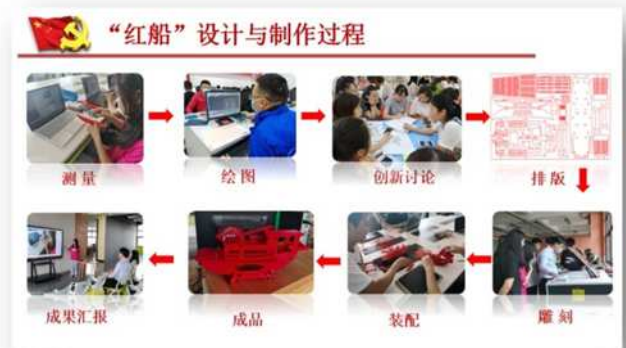 “红船”设计与制作过程
测 量
绘 图
创新讨论
排 版
成果汇报
成品
装配
雕 刻